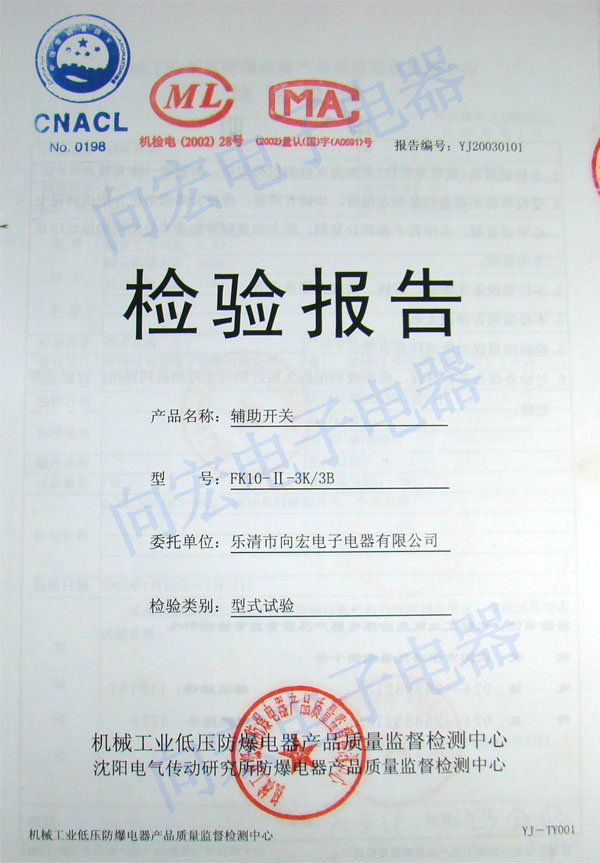 CNACL
No. 0198
ML
机检电 (2002) 28号
MA
(2002)量认(国)字(A0691)号
报告编号: YJ20030101
检验报告
产品名称: 辅助开关
型 号: FK10-Ⅱ-3K/3B
委托单位: 乐清市向宏电子电器有限公司
检验类别: 型式试验
机械工业低压防爆电器产品质量监督检测中心
沈阳电气传动研究所防爆电器产品质量监督检测中心
机械工业低压防爆电器产品质量监督检测中心
YJ-TY001
向宏电子电器
向宏电子电器
向宏电子电器